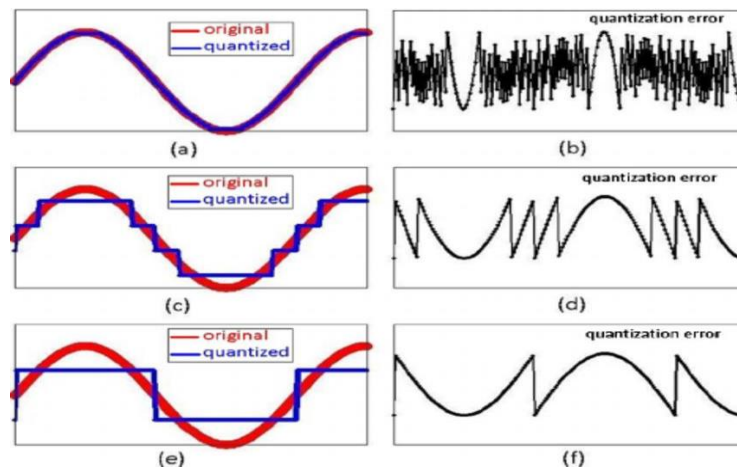 original
quantized
quantization error
(a)
(b)
original
quantized
quantization error
(c)
(d)
original
quantized
quantization error
(e)
(f)